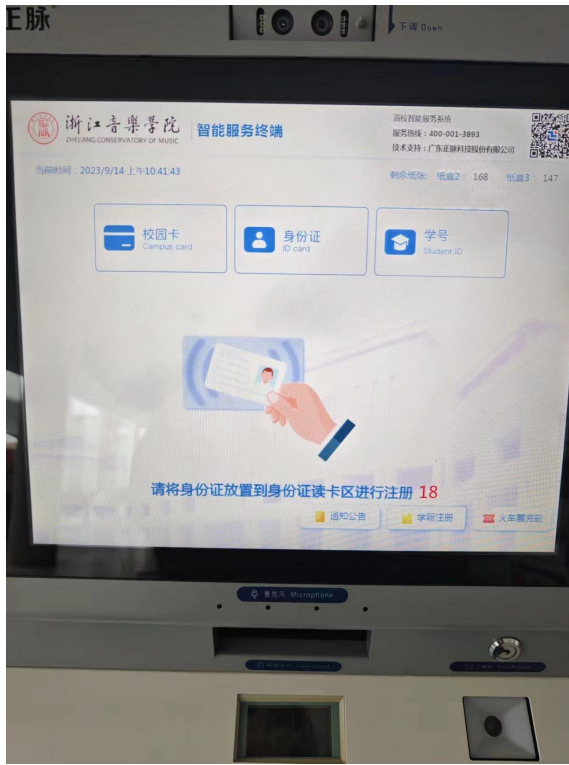 正脉
下调 Down
浙江音樂学院
ZHEJIANG CONSERVATORY OF MUSIC
智能服务终端
高校智能服务系统
服务热线：400-001-3893
技术支持：广东正脉科技股份有限公司
当前时间：2023/9/14 上午10:41:43
剩余纸张: 纸盒2： 168 纸盒3： 147
校园卡
Campus card
身份证
ID card
学号
Student ID
请将身份证放置到身份证读卡区进行注册 18
通知公告
学籍注册
火车票充磁
麦克风 Microphone